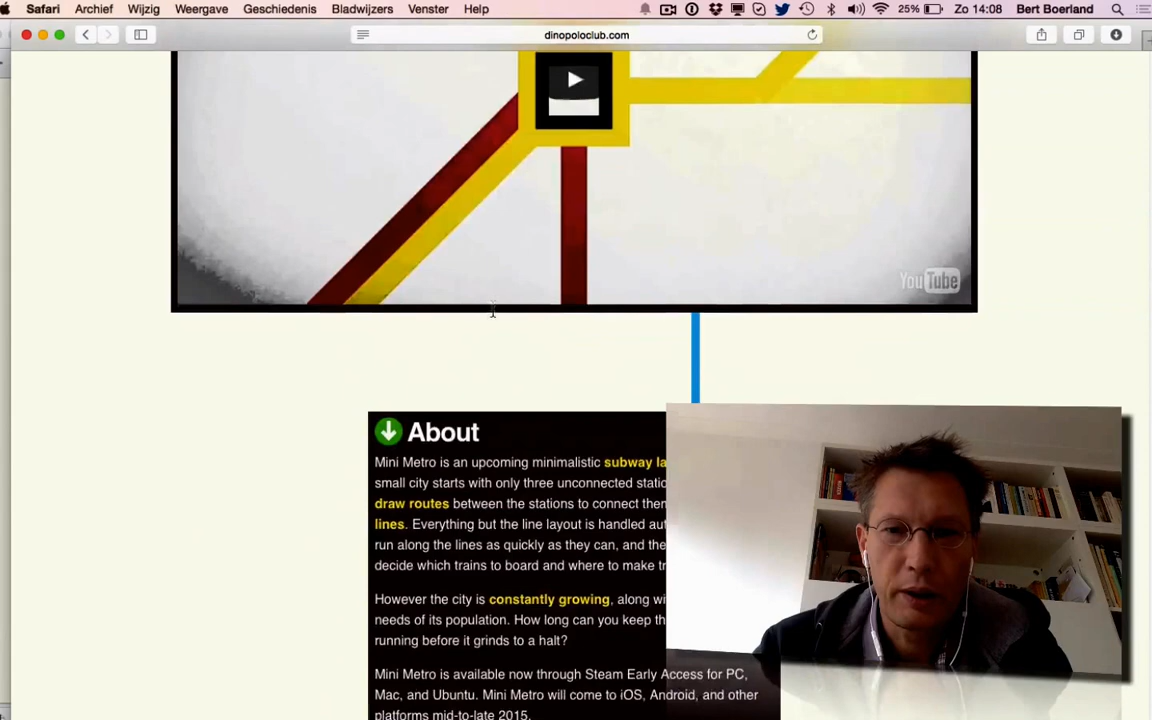 Safari Archief Wijzig Weergave Geschiedenis Bladwijzers Venster Help 25% Zo 14:08 Bert Boerland
dinopoloclub.com
YouTube
About
Mini Metro is an upcoming minimalistic subway la
small city starts with only three unconnected static
draw routes between the stations to connect them
lines. Everything but the line layout is handled aut
run along the lines as quickly as they can, and the
decide which trains to board and where to make tr
However the city is constantly growing, along wi
needs of its population. How long can you keep th
running before it grinds to a halt?
Mini Metro is available now through Steam Early Access for PC,
Mac, and Ubuntu. Mini Metro will come to iOS, Android, and other
platforms mid-to-late 2015.